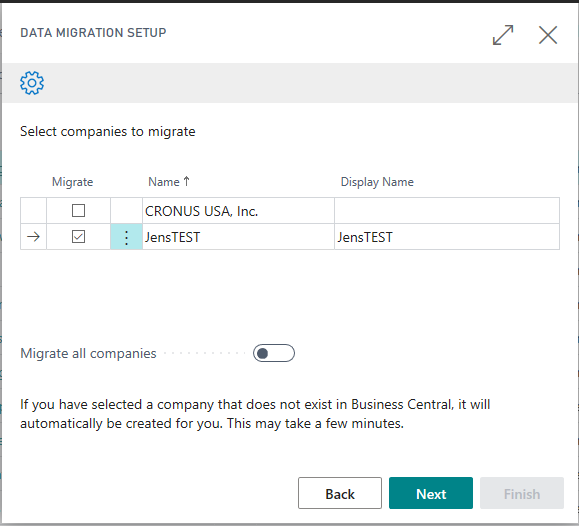 DATA MIGRATION SETUP
Select companies to migrate
Migrate Name ↑ Display Name
CRONUS USA, Inc.
JensTEST JensTEST
Migrate all companies
If you have selected a company that does not exist in Business Central, it will
automatically be created for you. This may take a few minutes.
Back Next Finish